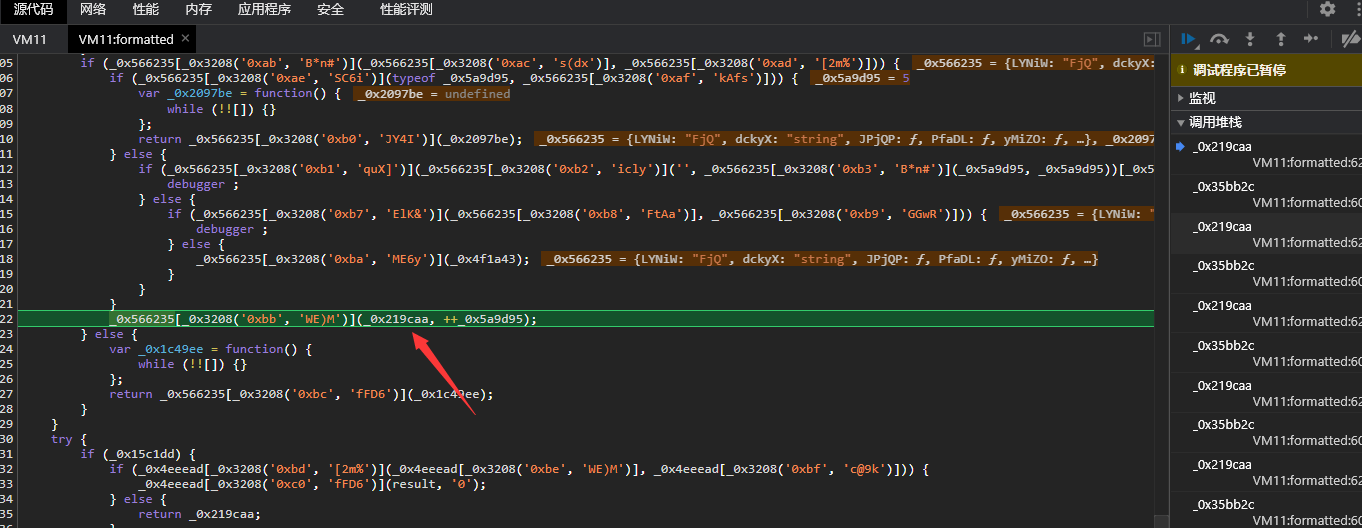 源代码 网络 性能 内存 应用程序 安全 性能评测
VM11 VM11:formatted ×
05 if (_0x566235[_0x3208('0xab', 'B*n#')](_0x566235[_0x3208('0xac', 's(dx')], _0x566235[_0x3208('0xad', '[2m%')])) { _0x566235 = {LYNiW: "FjQ", dckyX:
06 if (_0x566235[_0x3208('0xae', 'SC6i')](typeof _0x5a9d95, _0x566235[_0x3208('0xaf', 'kAfs')])) { _0x5a9d95 = 5
07 var _0x2097be = function() { _0x2097be = undefined
08 while (!![]) {}
09 };
10 return _0x566235[_0x3208('0xb0', 'JY4I')](_0x2097be); _0x566235 = {LYNiW: "FjQ", dckyX: "string", JPjQP: ƒ, PfaDL: ƒ, yMiZO: ƒ, …}, _0x2097
11 } else {
12 if (_0x566235[_0x3208('0xb1', 'quX]')](_0x566235[_0x3208('0xb2', 'icly')]('', _0x566235[_0x3208('0xb3', 'B*n#')](_0x5a9d95, _0x5a9d95))[_0x5
13 debugger ;
14 } else {
15 if (_0x566235[_0x3208('0xb7', 'ElK&')](_0x566235[_0x3208('0xb8', 'FtAa')], _0x566235[_0x3208('0xb9', 'GGwR')])) { _0x566235 = {LYNiW: "
16 debugger ;
17 } else {
18 _0x566235[_0x3208('0xba', 'ME6y')](_0x4f1a43); _0x566235 = {LYNiW: "FjQ", dckyX: "string", JPjQP: ƒ, PfaDL: ƒ, yMiZO: ƒ, …}
19 }
20 }
21 }
22 _0x566235[_0x3208('0xbb', 'WE)M')](_0x219caa, ++_0x5a9d95);
23 } else {
24 var _0x1c49ee = function() {
25 while (!![]) {}
26 };
27 return _0x566235[_0x3208('0xbc', 'fFD6')](_0x1c49ee);
28 }
29 }
30 try {
31 if (_0x15c1dd) {
32 if (_0x4eeead[_0x3208('0xbd', '[2m%')](_0x4eeead[_0x3208('0xbe', 'WE)M')], _0x4eeead[_0x3208('0xbf', 'c@9k')])) {
33 _0x4eeead[_0x3208('0xc0', 'fFD6')](result, '0');
34 } else {
35 return _0x219caa;
调试程序已暂停
监视
调用堆栈
_0x219caa
VM11:formatted:62
_0x35bb2c
VM11:formatted:60
_0x219caa
VM11:formatted:62
_0x35bb2c
VM11:formatted:60
_0x219caa
VM11:formatted:62
_0x35bb2c
VM11:formatted:60
_0x219caa
VM11:formatted:62
_0x35bb2c
VM11:formatted:60
_0x219caa
VM11:formatted:62
_0x35bb2c